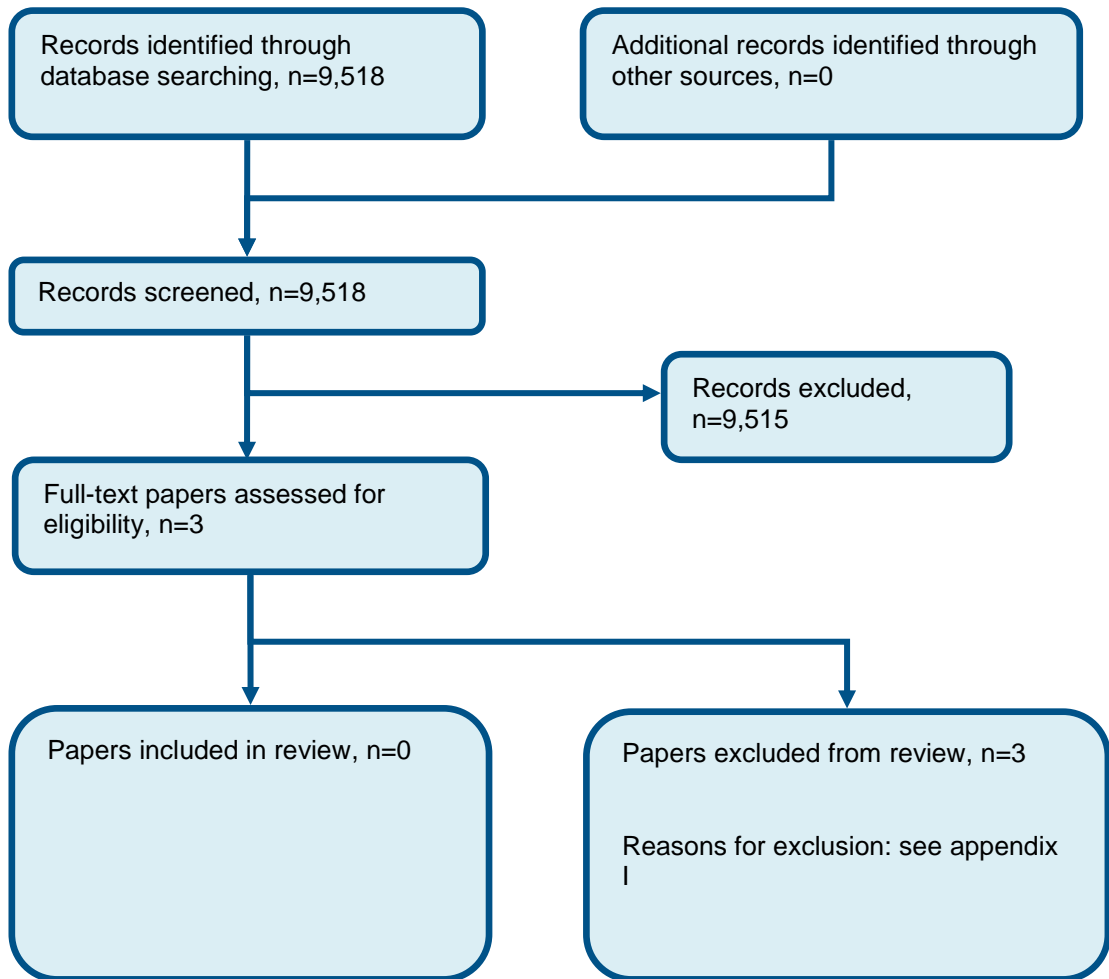 Records identified through
database searching, n=9,518
Additional records identified through
other sources, n=0
Records screened, n=9,518
Records excluded,
n=9,515
Full-text papers assessed for
eligibility, n=3
Papers included in review, n=0
Papers excluded from review, n=3
Reasons for exclusion: see appendix
I